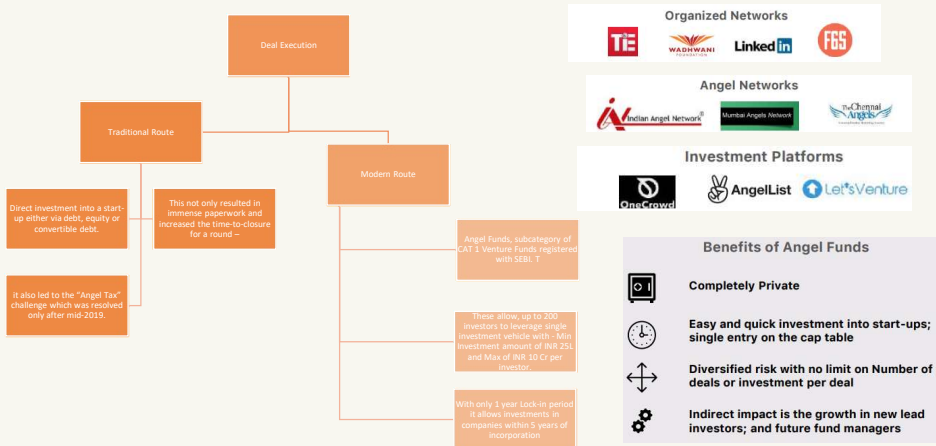 Deal Execution
Traditional Route
Direct investment into a start-
up either via debt, equity or
convertible debt.
This not only resulted in
immense paperwork and
increased the time-to-closure
for a round –
It also led to the "Angel Tax"
challenge which was resolved
only after mid-2019.
Modern Route
Angel Funds, subcategory of
CAT 1 Venture Funds registered
with SEBI. T
These allow, up to 200
investors to leverage single
investment vehicle with - Min
investment amount of INR 25L
and Max of INR 10 Cr per
investor.
With only 1 year Lock-in period
it allows investments in
companies within 5 years of
incorporation
Organized Networks
TiE
WADHWANI
FOUNDATION
Linked in
F6S
Angel Networks
Indian Angel Network
Mumbai Angels Network
The Chennai
Angels
Investment Platforms
OneCrowd
AngelList
Let'sVenture
Benefits of Angel Funds
Completely Private
Easy and quick investment into start-ups;
single entry on the cap table
Diversified risk with no limit on Number of
deals or investment per deal
Indirect impact is the growth in new lead
investors; and future fund managers